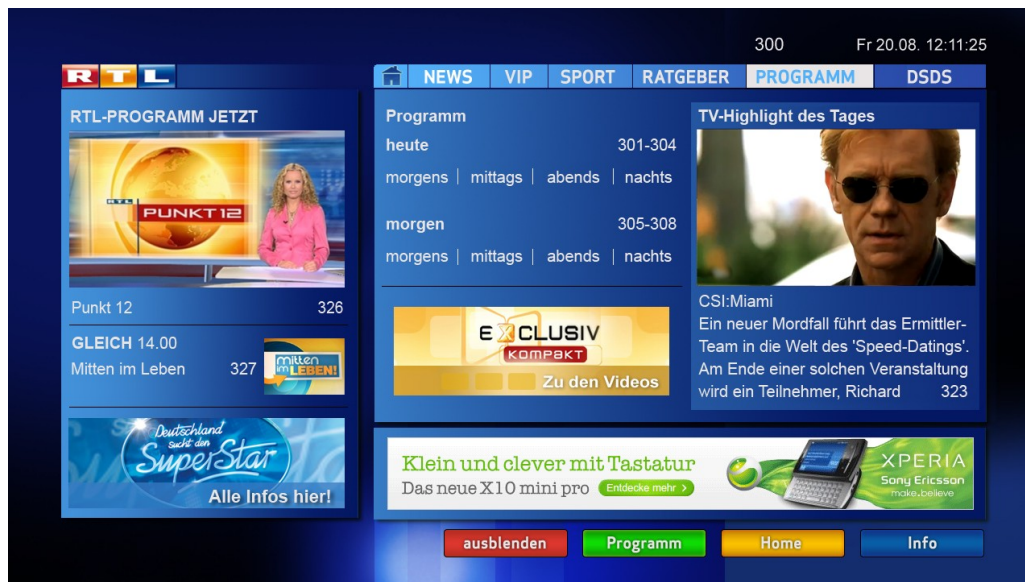 300
Fr 20.08. 12:11:25
RTL
NEWS
VIP
SPORT
RATGEBER
PROGRAMM
DSDS
RTL-PROGRAMM JETZT
RTL
PUNKT 12
Punkt 12 326
GLEICH 14.00
Mitten im Leben 327
mitten
im LEBEN!
Deutschland
sucht den
SuperStar
Alle Infos hier!
Programm
heute 301-304
morgens | mittags | abends | nachts
morgen 305-308
morgens | mittags | abends | nachts
EXCLUSIV
KOMPAKT
Zu den Videos
TV-Highlight des Tages
CSI:Miami
Ein neuer Mordfall führt das Ermittler-
Team in die Welt des 'Speed-Datings'.
Am Ende einer solchen Veranstaltung
wird ein Teilnehmer, Richard 323
Klein und clever mit Tastatur
Das neue X10 mini pro Entdecke mehr >
XPERIA
Sony Ericsson
make.believe
ausblenden
Programm
Home
Info